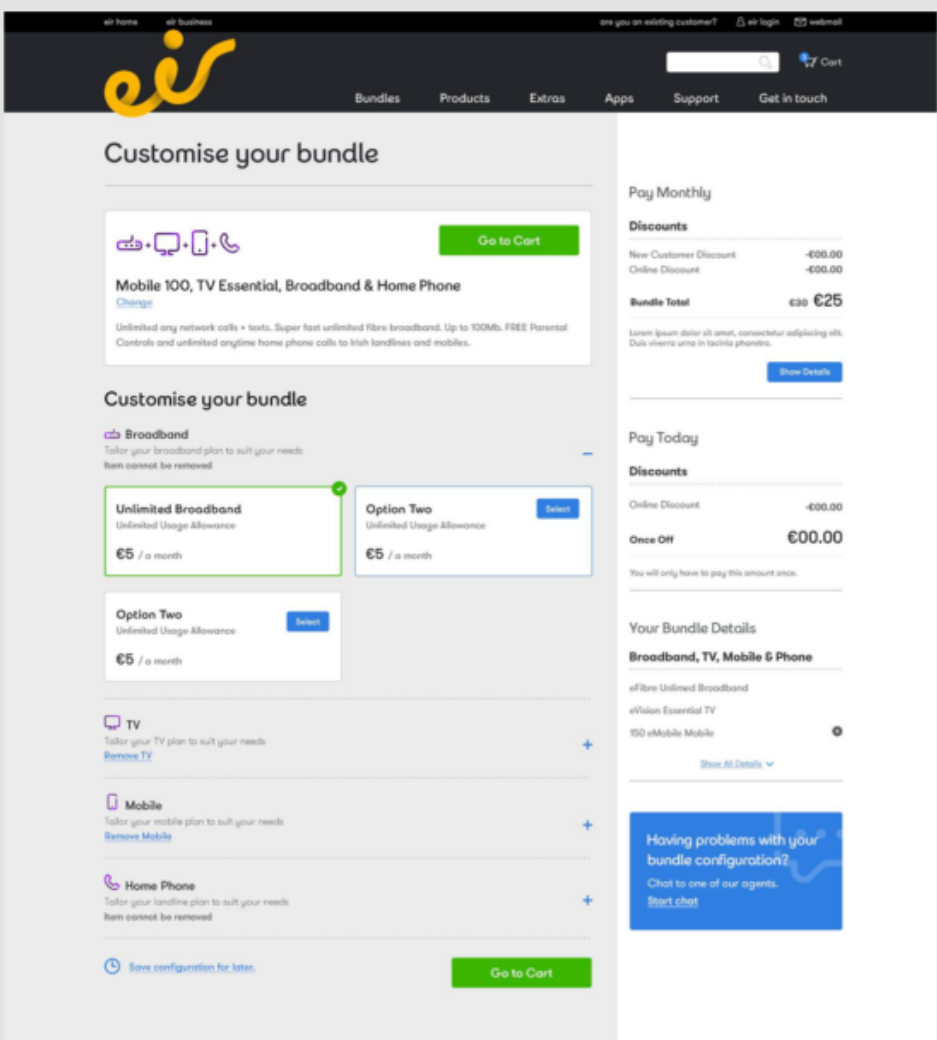 eir home eir business are you an existing customer? eir login webmail
eir
Cart
Bundles Products Extras Apps Support Get in touch
Customise your bundle
Go to Cart
Mobile 100, TV Essential, Broadband & Home Phone
Change
Unlimited any network calls + texts. Super fast unlimited fibre broadband. Up to 100Mb. FREE Parental
Controls and unlimited anytime home phone calls to Irish landlines and mobiles.
Customise your bundle
Broadband
Tailor your broadband plan to suit your needs
Item cannot be removed
Unlimited Broadband
Unlimited Usage Allowance
€5 / a month
Option Two
Select
Unlimited Usage Allowance
€5 / a month
Option Two
Select
Unlimited Usage Allowance
€5 / a month
TV
Tailor your TV plan to suit your needs
Remove TV
Mobile
Tailor your mobile plan to suit your needs
Remove Mobile
Home Phone
Tailor your landline plan to suit your needs
Item cannot be removed
Save configuration for later.
Go to Cart
Pay Monthly
Discounts
New Customer Discount -€00.00
Online Discount -€00.00
Bundle Total €30 €25
Lorem ipsum dolor sit amet, consectetur adipiscing elit.
Duis viverra urna in lacinia pharetra.
Show Details
Pay Today
Discounts
Online Discount -€00.00
Once Off €00.00
You will only have to pay this amount once.
Your Bundle Details
Broadband, TV, Mobile & Phone
eFibre Unlimed Broadband
eVision Essential TV
150 eMobile Mobile
Show All Details
Having problems with your
bundle configuration?
Chat to one of our agents.
Start chat